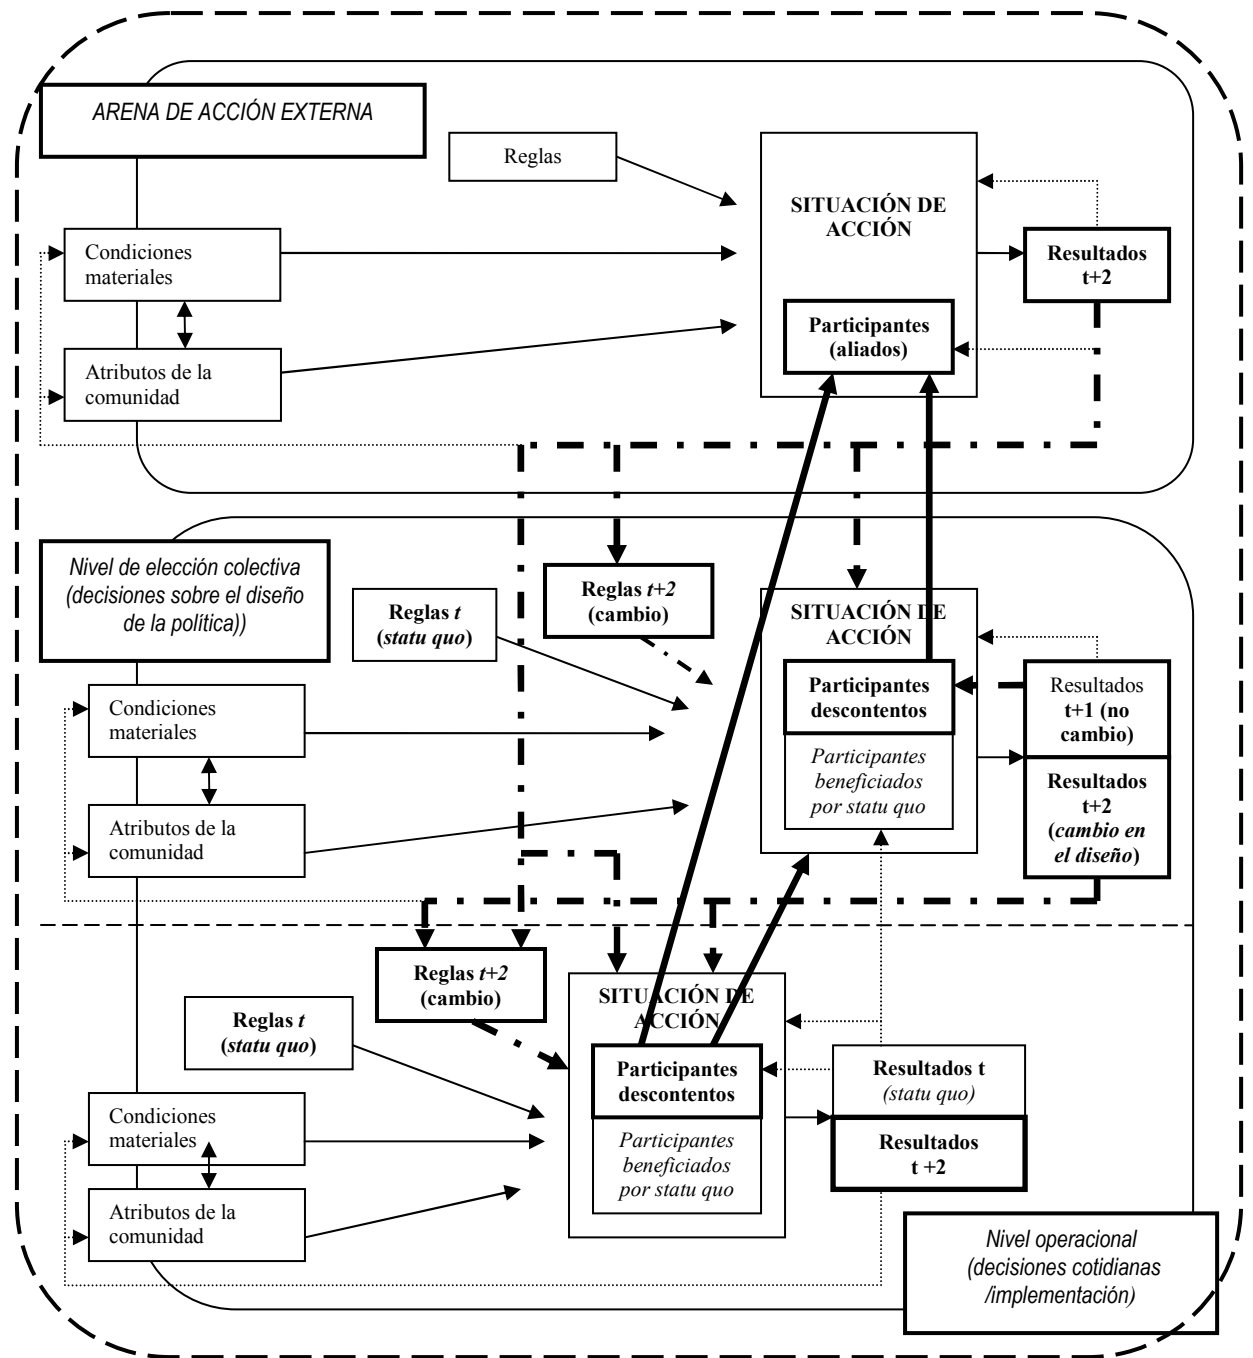 ARENA DE ACCIÓN EXTERNA
Reglas
SITUACIÓN DE
ACCIÓN
Condiciones
materiales
Resultados
t+2
Participantes
(aliados)
Atributos de la
comunidad
Nivel de elección colectiva
(decisiones sobre el diseño
de la política))
Reglas t+2
(cambio)
Reglas t
(statu quo)
SITUACIÓN DE
ACCIÓN
Condiciones
materiales
Participantes
descontentos
Resultados
t+1 (no
cambio)
Participantes
beneficiados
por statu quo
Resultados
t+2
(cambio en
el diseño)
Atributos de la
comunidad
Reglas t+2
(cambio)
SITUACIÓN DE
ACCIÓN
Reglas t
(statu quo)
Participantes
descontentos
Resultados t
(statu quo)
Condiciones
materiales
Participantes
beneficiados
por statu quo
Resultados
t +2
Atributos de la
comunidad
Nivel operacional
(decisiones cotidianas
/implementación)